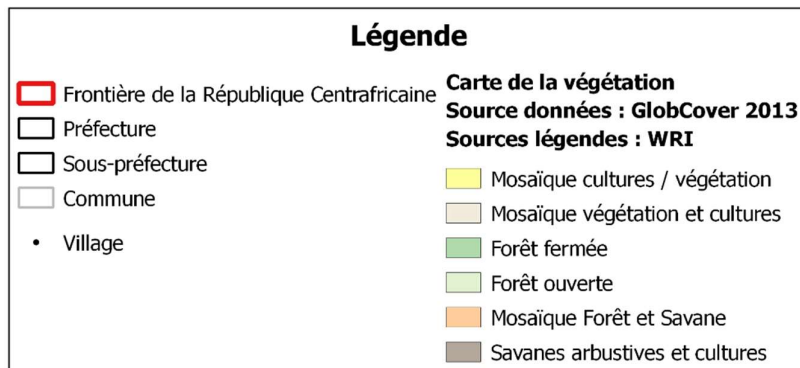 Légende
Frontière de la République Centrafricaine
Préfecture
Sous-préfecture
Commune
Village
Carte de la végétation
Source données : GlobCover 2013
Sources légendes : WRI
Mosaïque cultures / végétation
Mosaïque végétation et cultures
Forêt fermée
Forêt ouverte
Mosaïque Forêt et Savane
Savanes arbustives et cultures